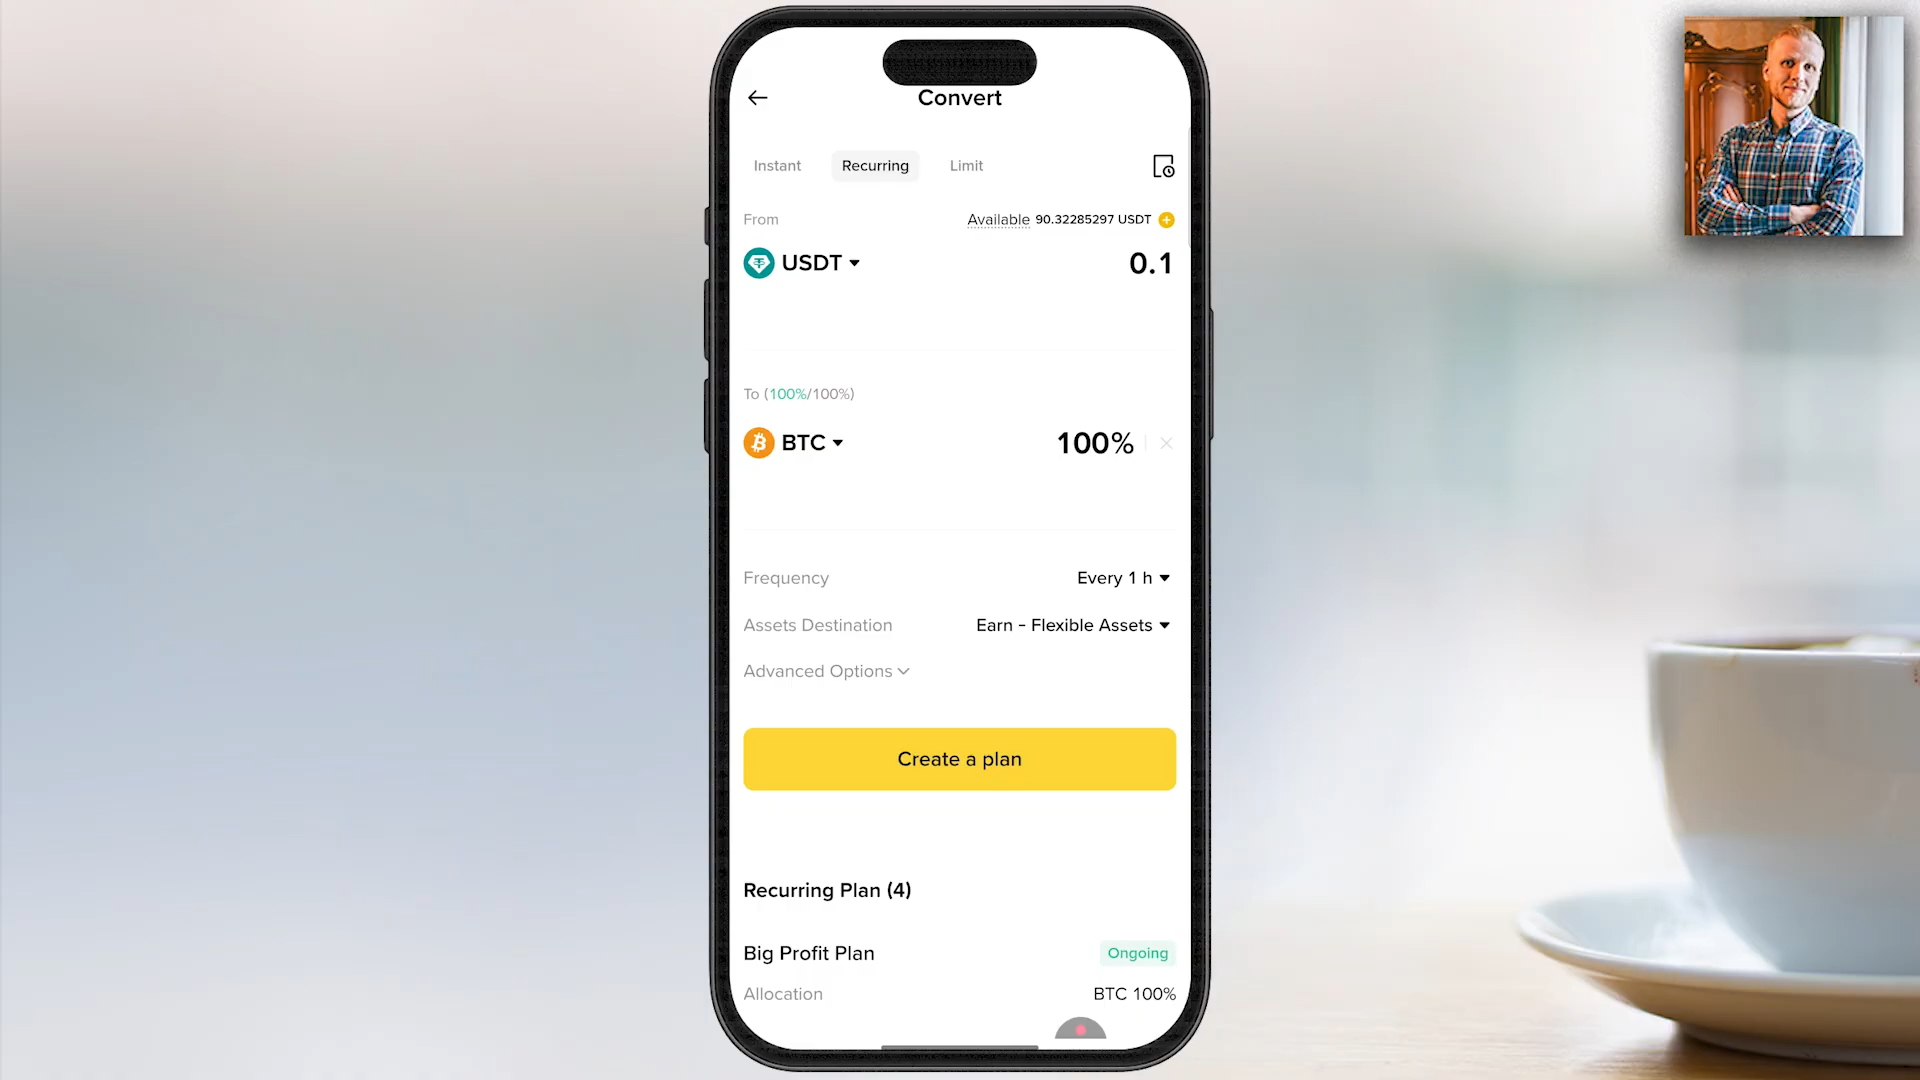 Convert
Instant Recurring Limit
From Available 90.32285297 USDT
USDT 0.1
To (100%/100%)
BTC 100%
Frequency Every 1 h
Assets Destination Earn - Flexible Assets
Advanced Options
Create a plan
Recurring Plan (4)
Big Profit Plan Ongoing
Allocation BTC 100%